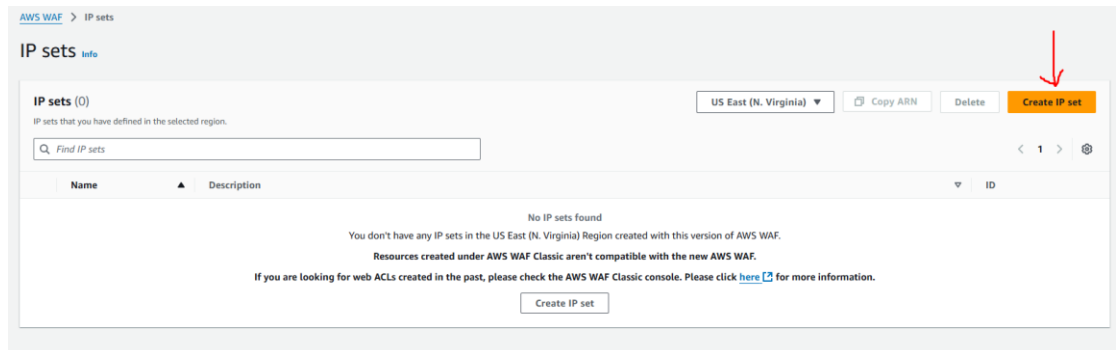 AWS WAF > IP sets
IP sets Info
IP sets (0)
US East (N. Virginia) ▼
Copy ARN
Delete
Create IP set
IP sets that you have defined in the selected region.
Find IP sets
< 1 >
Name ▲ Description ▽ ID
No IP sets found
You don't have any IP sets in the US East (N. Virginia) Region created with this version of AWS WAF.
Resources created under AWS WAF Classic aren't compatible with the new AWS WAF.
If you are looking for web ACLs created in the past, please check the AWS WAF Classic console. Please click here for more information.
Create IP set